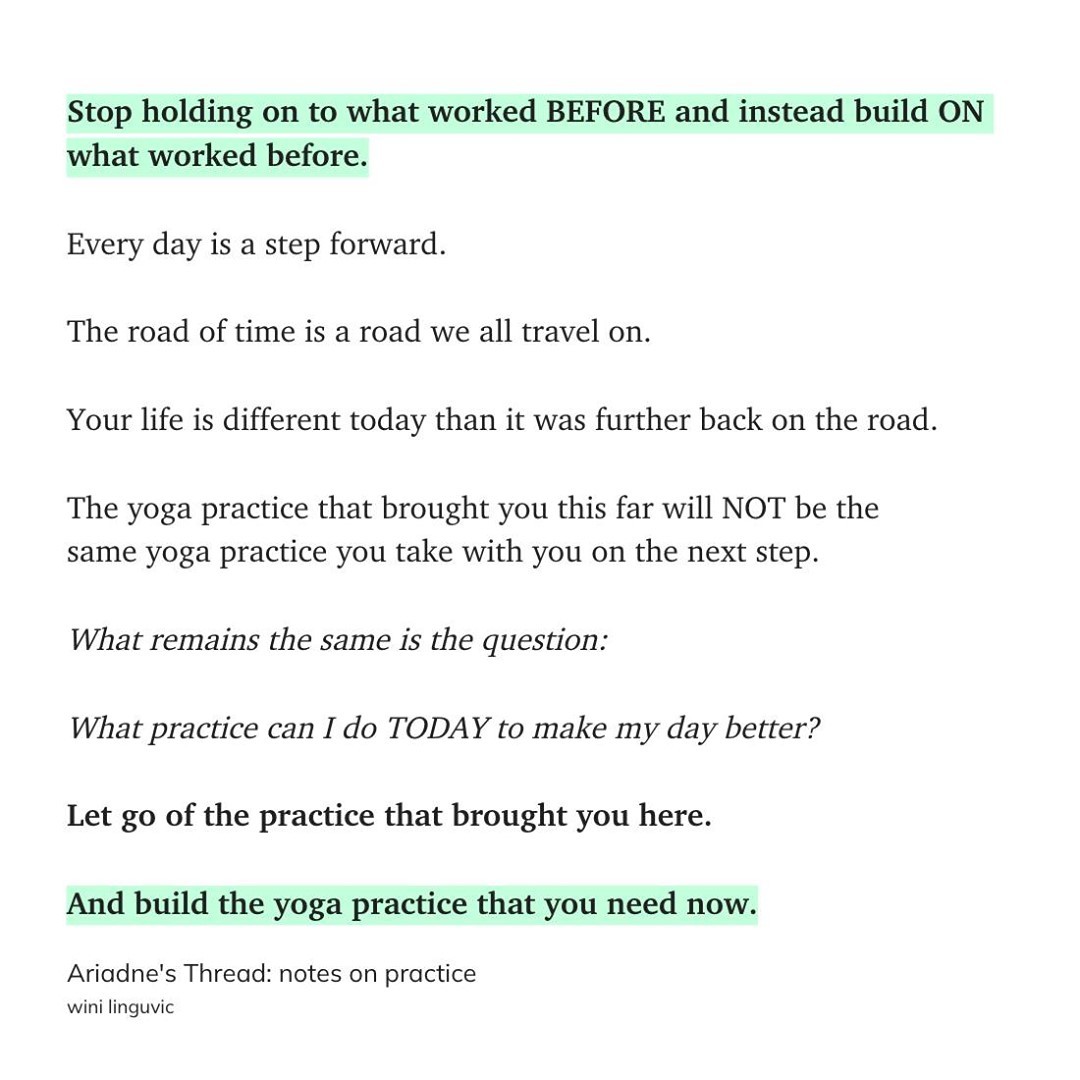 Stop holding on to what worked BEFORE and instead build ON
what worked before.
Every day is a step forward.
The road of time is a road we all travel on.
Your life is different today than it was further back on the road.
The yoga practice that brought you this far will NOT be the
same yoga practice you take with you on the next step.
What remains the same is the question:
What practice can I do TODAY to make my day better?
Let go of the practice that brought you here.
And build the yoga practice that you need now.
Ariadne's Thread: notes on practice
wini linguvic